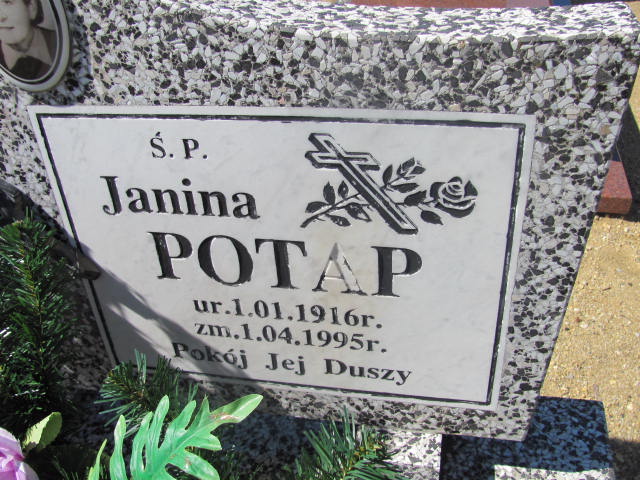 Ś. P.
Janina
POTAP
ur.1.01.1916r.
zm.1.04.1995r.
Pokój Jej Duszy